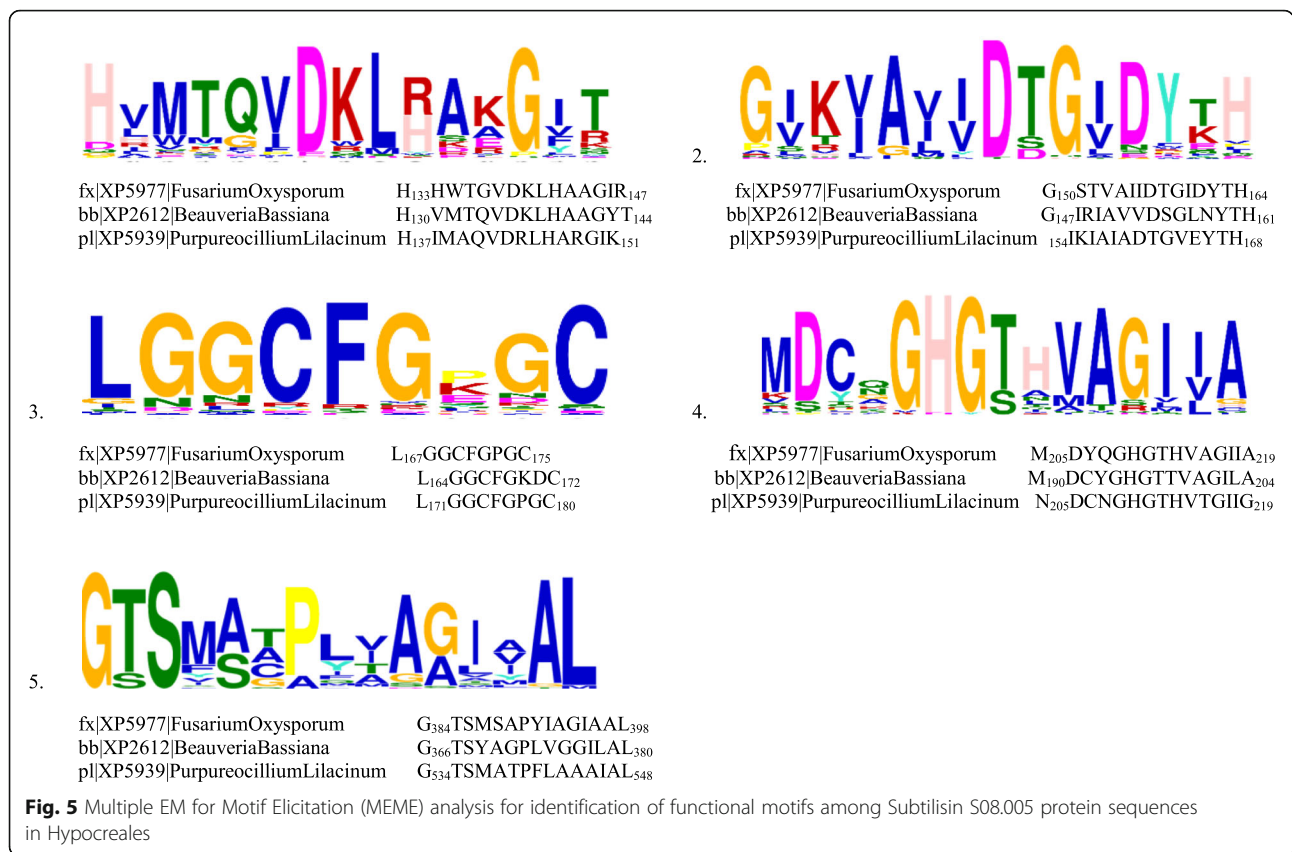 fx|XP5977|FusariumOxysporum H133HWTGVDKLHAAGIR147
bb|XP2612|BeauveriaBassiana H130VMTQVDKLHAAGYT144
pl|XP5939|PurpureocilliumLilacinum H137IMAQVDRLHARGIK151
2.
fx|XP5977|FusariumOxysporum G150STVAIIDTGIDYTH164
bb|XP2612|BeauveriaBassiana G147IRIAVVDSGLNYTH161
pl|XP5939|PurpureocilliumLilacinum 154IKIAIADTGVEYTH168
3.
fx|XP5977|FusariumOxysporum L167GGCFGPGC175
bb|XP2612|BeauveriaBassiana L164GGCFGKDC172
pl|XP5939|PurpureocilliumLilacinum L171GGCFGPGC180
4.
fx|XP5977|FusariumOxysporum M205DYQGHGTHVAGIIA219
bb|XP2612|BeauveriaBassiana M190DCYGHGTTVAGILA204
pl|XP5939|PurpureocilliumLilacinum N205DCNGHGTHVTGIIG219
5.
fx|XP5977|FusariumOxysporum G384TSMSAPYIAGIAAL398
bb|XP2612|BeauveriaBassiana G366TSYAGPLVGGILAL380
pl|XP5939|PurpureocilliumLilacinum G534TSMATPFLAAAIAL548
Fig. 5 Multiple EM for Motif Elicitation (MEME) analysis for identification of functional motifs among Subtilisin S08.005 protein sequences
in Hypocreales